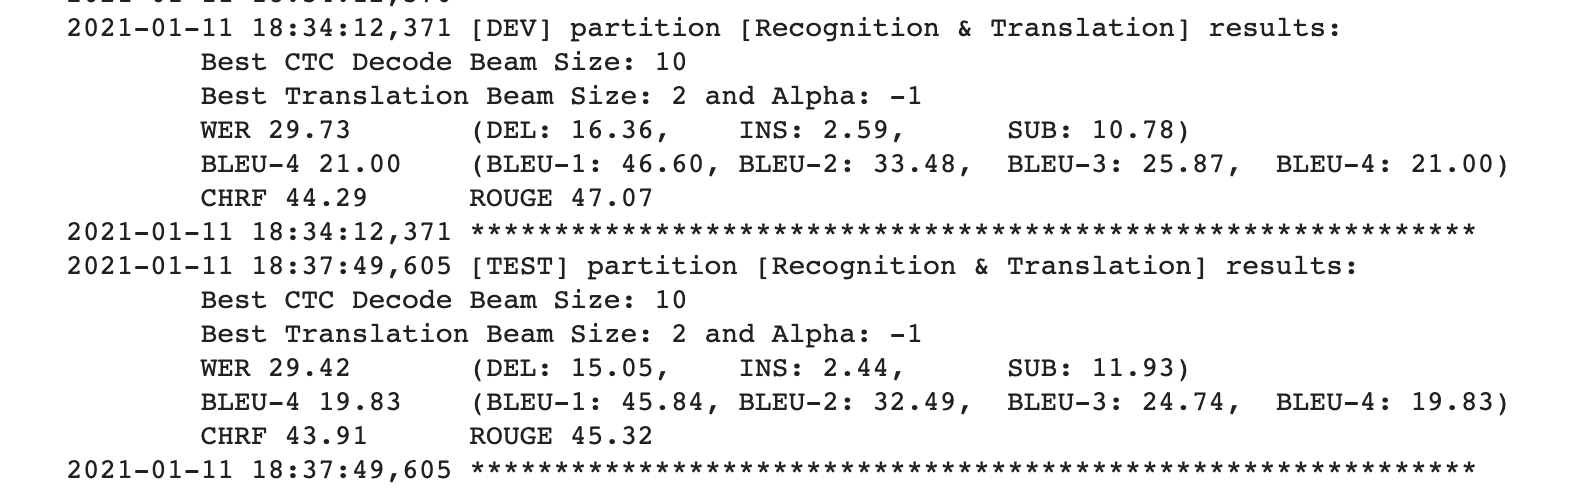 2021-01-11 18:34:12,371 [DEV] partition [Recognition & Translation] results:
Best CTC Decode Beam Size: 10
Best Translation Beam Size: 2 and Alpha: -1
WER 29.73 (DEL: 16.36, INS: 2.59, SUB: 10.78)
BLEU-4 21.00 (BLEU-1: 46.60, BLEU-2: 33.48, BLEU-3: 25.87, BLEU-4: 21.00)
CHRF 44.29 ROUGE 47.07
2021-01-11 18:34:12,371 ************************************************************
2021-01-11 18:37:49,605 [TEST] partition [Recognition & Translation] results:
Best CTC Decode Beam Size: 10
Best Translation Beam Size: 2 and Alpha: -1
WER 29.42 (DEL: 15.05, INS: 2.44, SUB: 11.93)
BLEU-4 19.83 (BLEU-1: 45.84, BLEU-2: 32.49, BLEU-3: 24.74, BLEU-4: 19.83)
CHRF 43.91 ROUGE 45.32
2021-01-11 18:37:49,605 ************************************************************